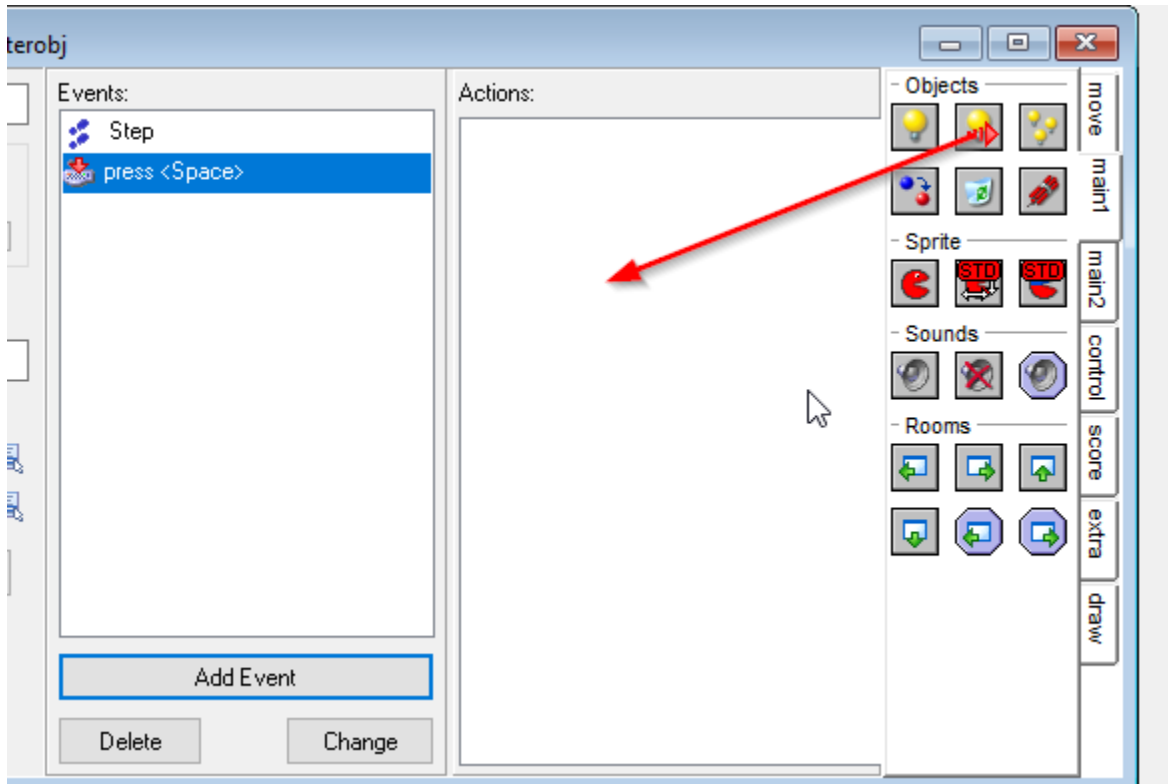 terobj
Events:
Step
press <Space>
Add Event
Delete
Change
Actions:
Objects
Sprite
STD
STD
Sounds
Rooms
move
main1
main2
control
score
extra
draw